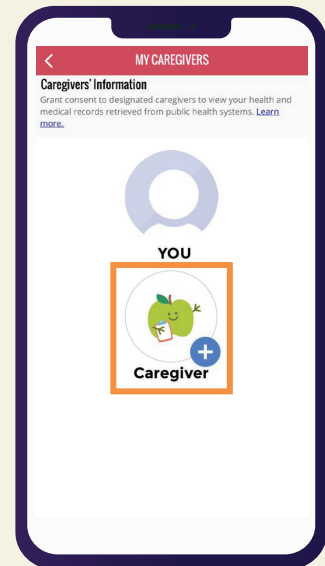 MY CAREGIVERS
Caregivers' Information
Grant consent to designated caregivers to view your health and
medical records retrieved from public health systems. Learn
more.
YOU
Caregiver